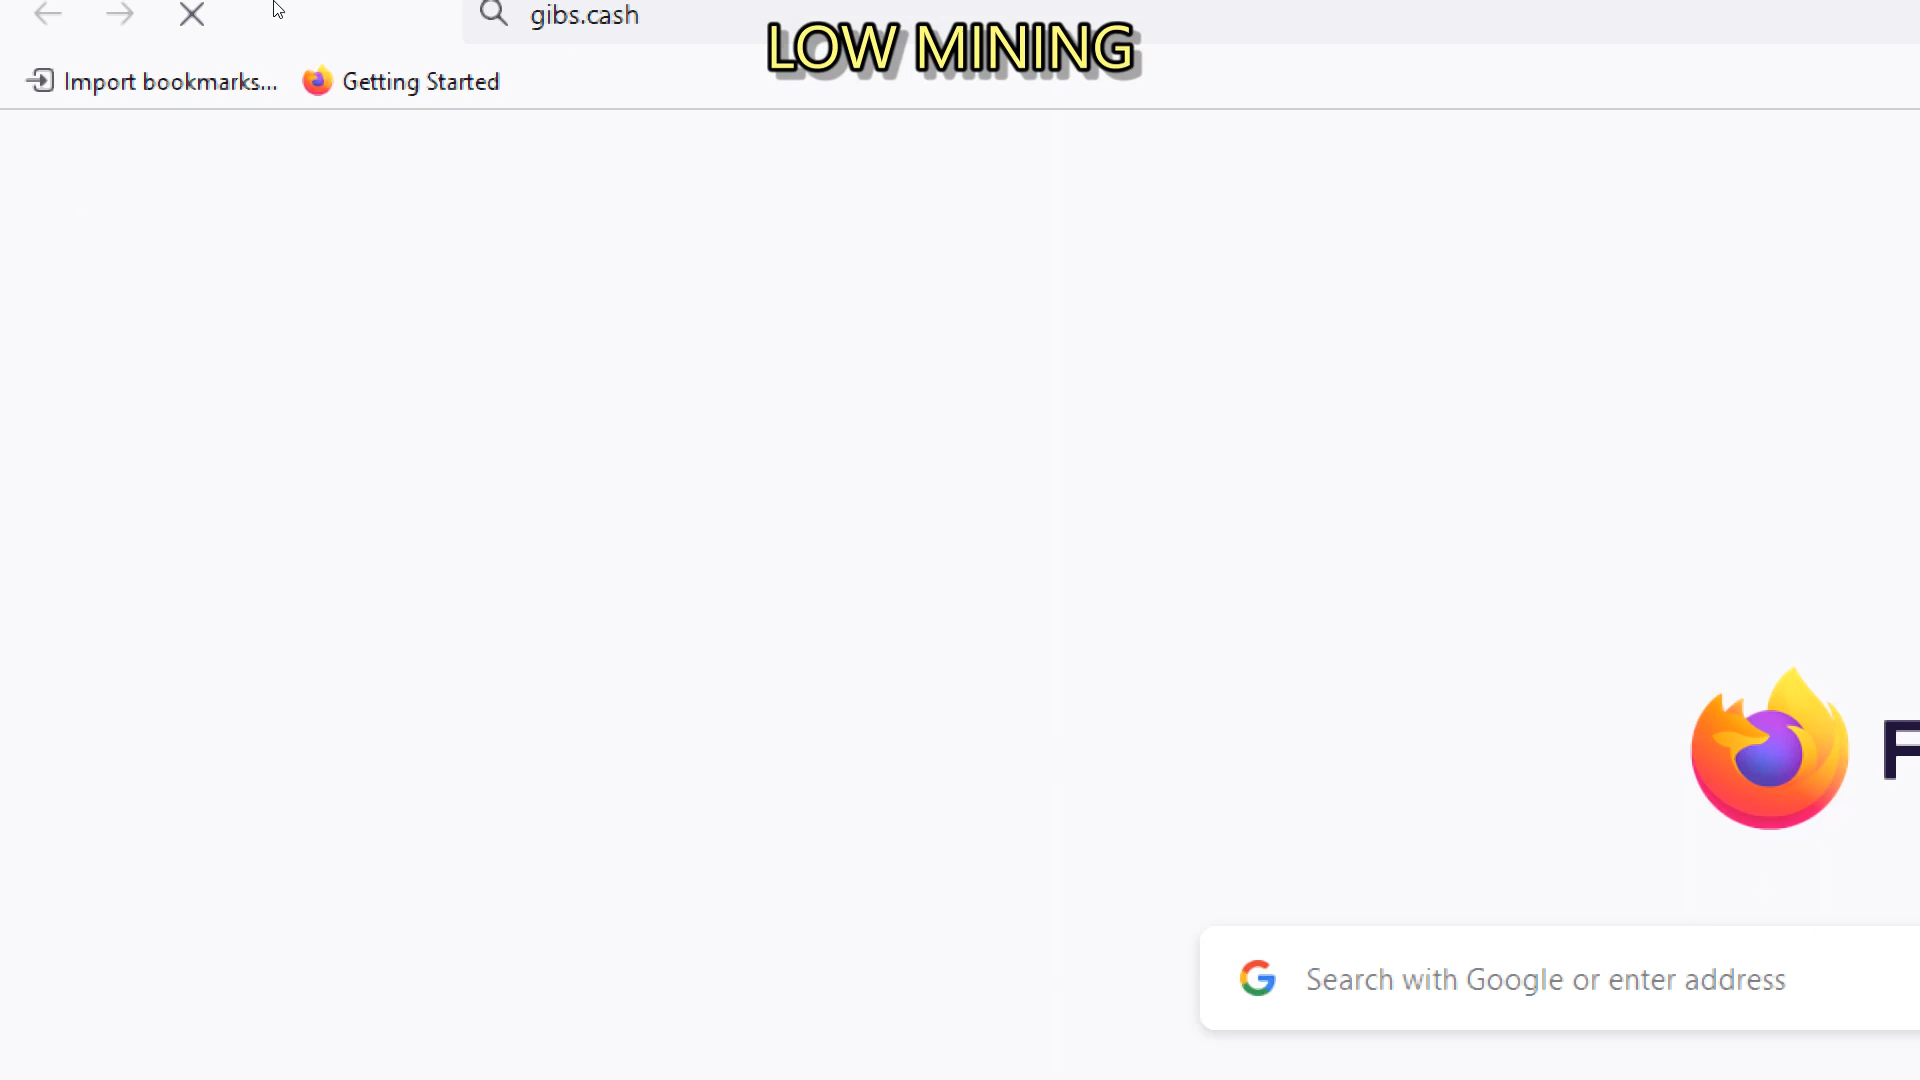 gibs.cash
LOW MINING
Import bookmarks...
Getting Started
F
Search with Google or enter address